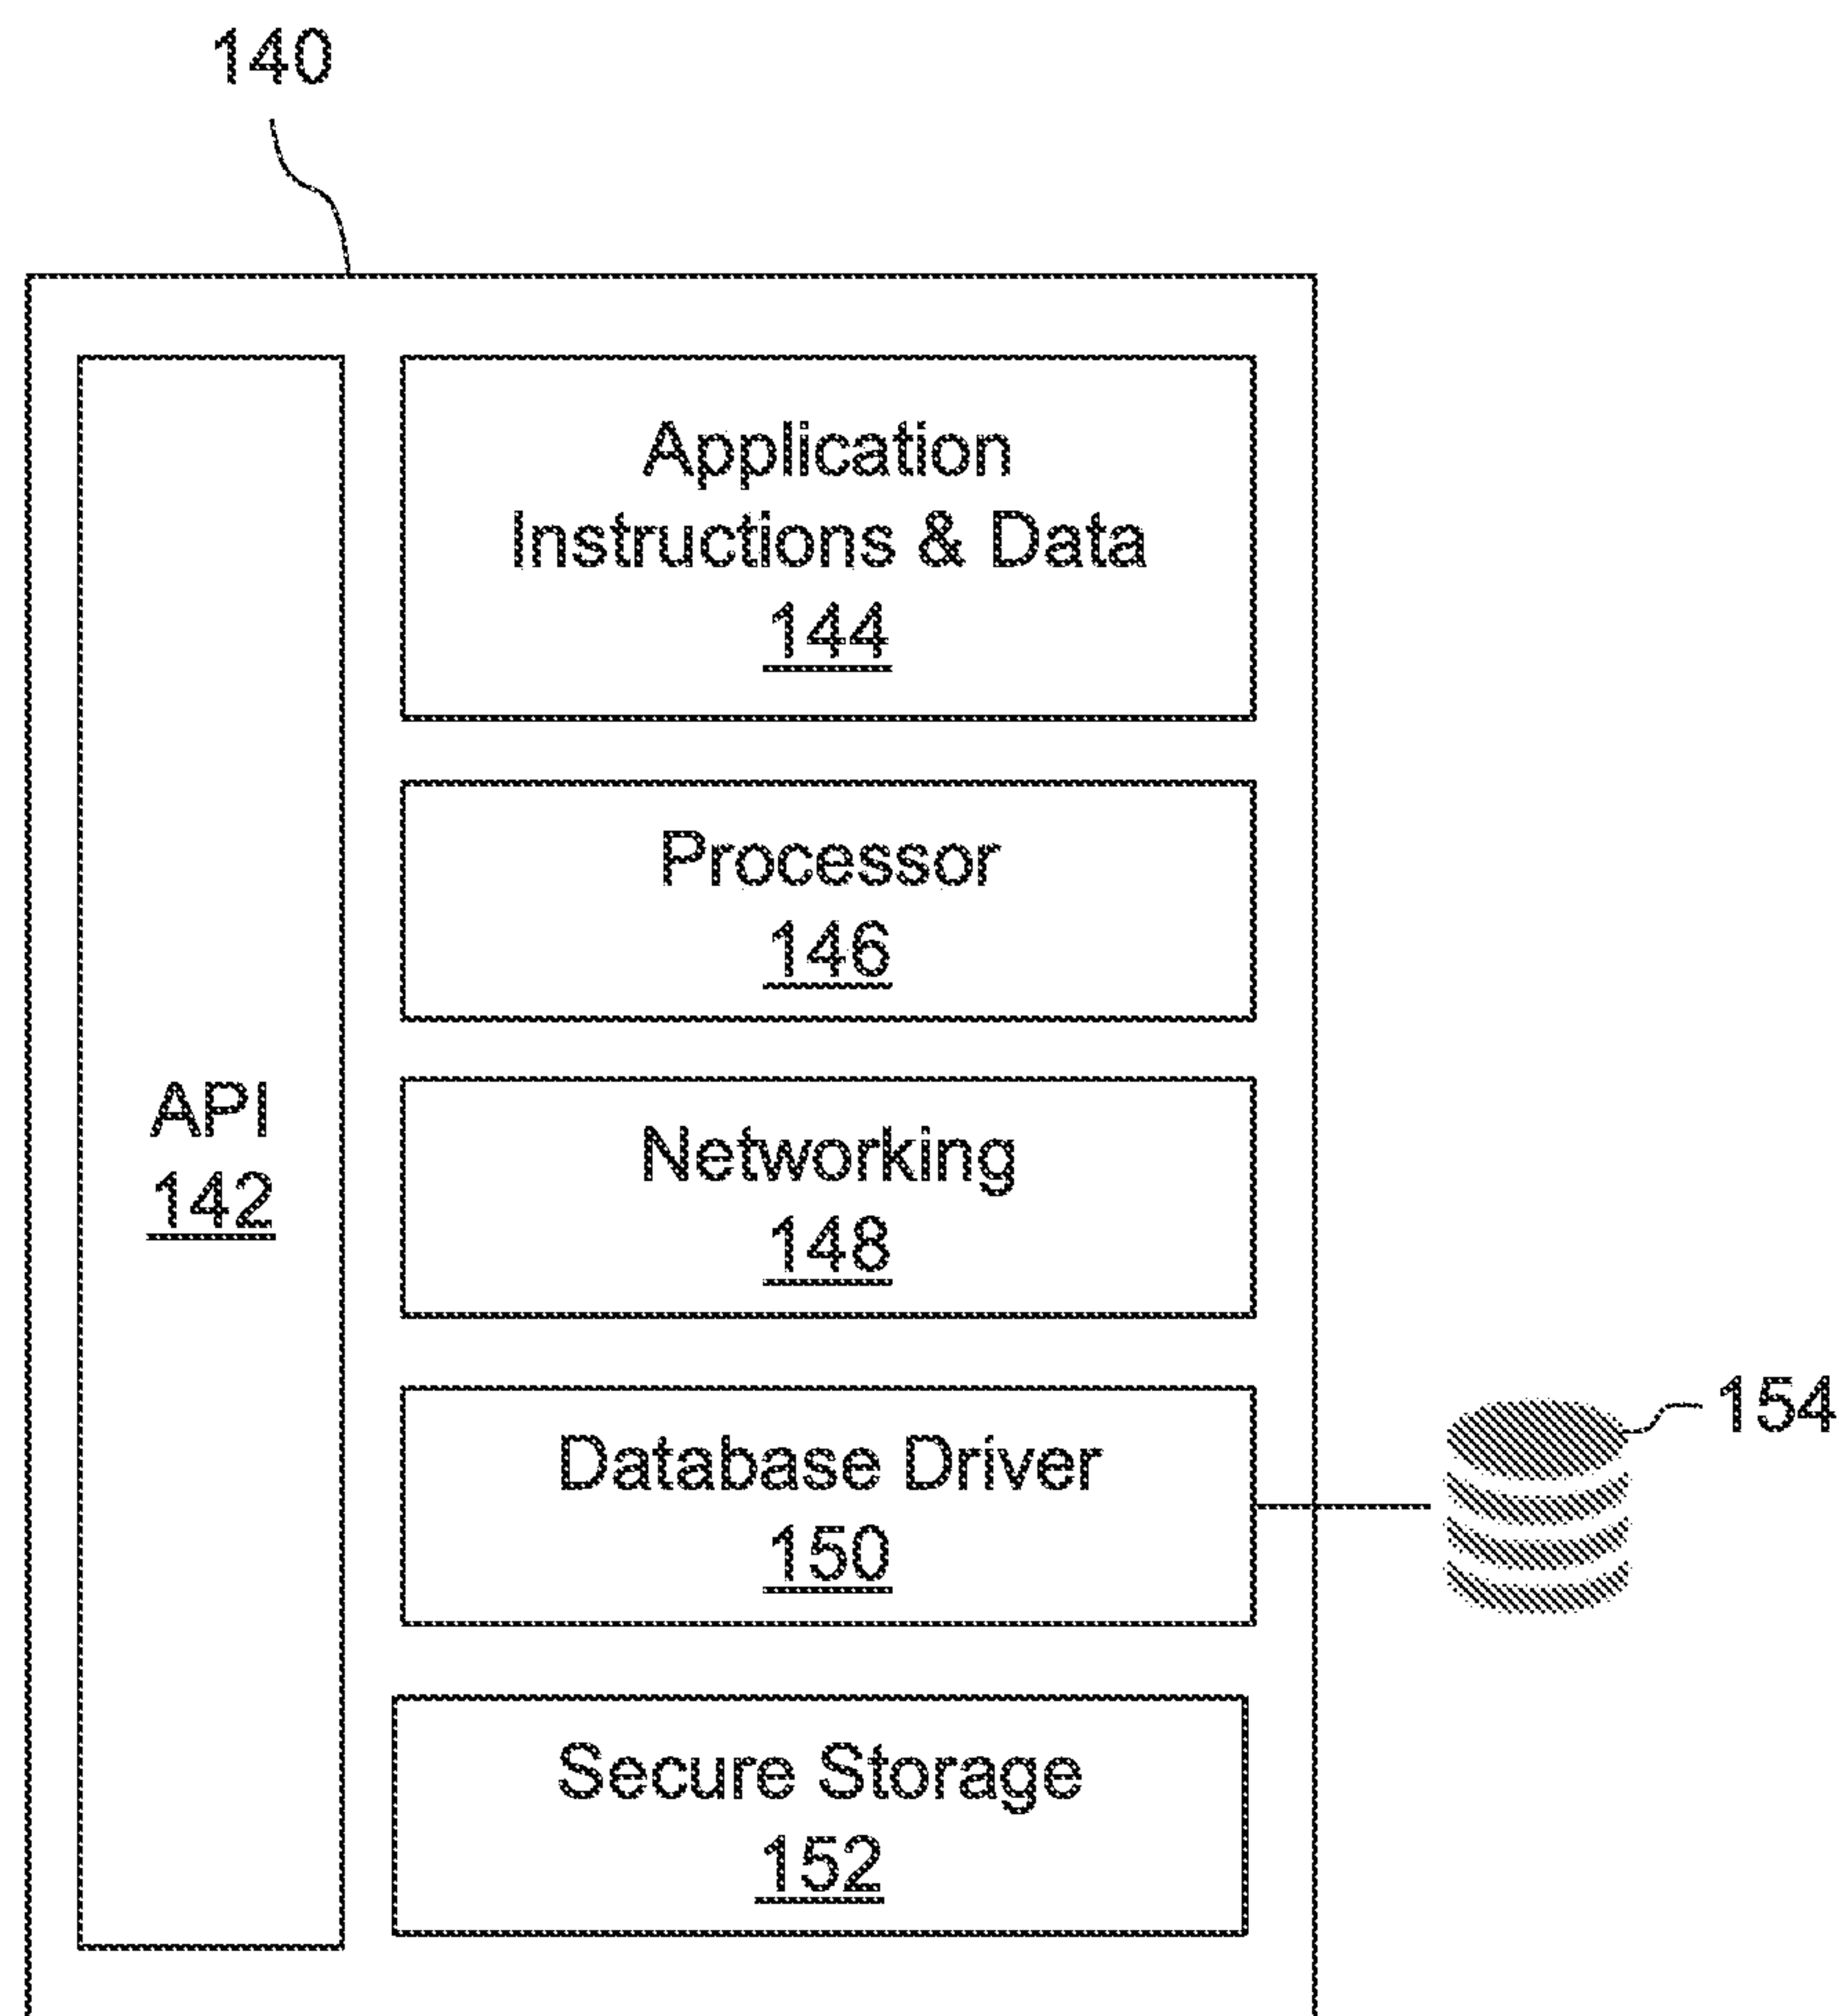 140
API
142
Application
Instructions & Data
144
Processor
146
Networking
148
Database Driver
150
154
Secure Storage
152